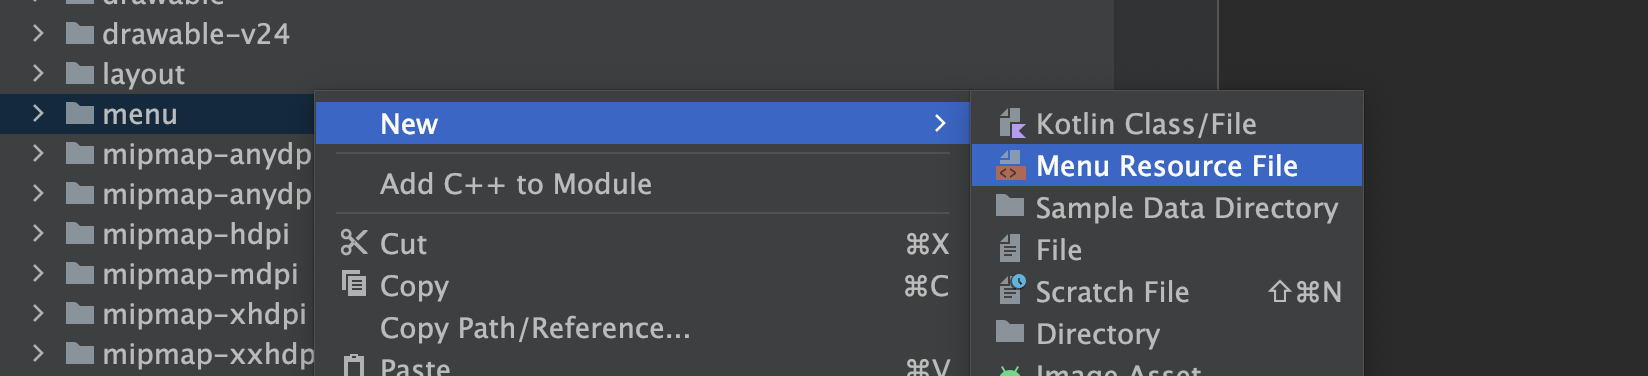 drawable
drawable-v24
layout
menu
mipmap-anydp
mipmap-anydp
mipmap-hdpi
mipmap-mdpi
mipmap-xhdpi
mipmap-xxhdp
New
Add C++ to Module
Cut ⌘X
Copy ⌘C
Copy Path/Reference...
Paste ⌘V
Kotlin Class/File
Menu Resource File
Sample Data Directory
File
Scratch File ⇧⌘N
Directory
Image Asset